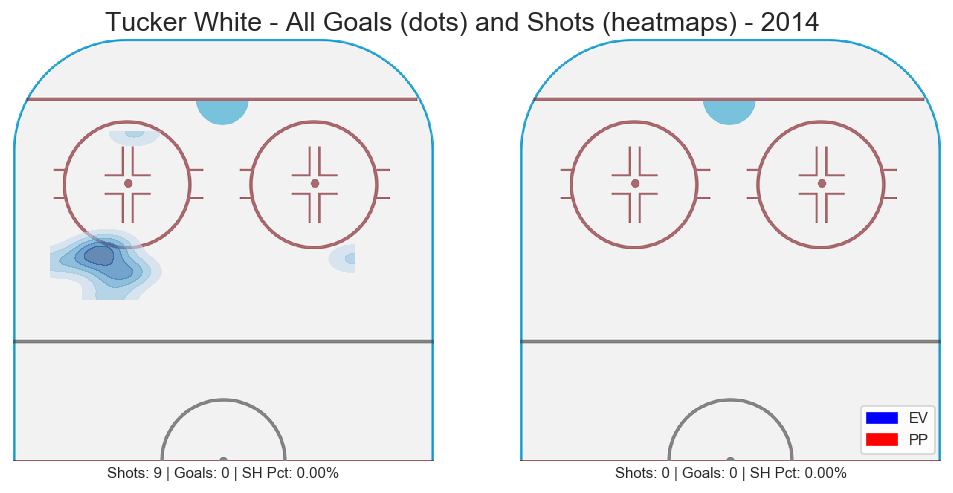 Tucker White - All Goals (dots) and Shots (heatmaps) - 2014
EV
PP
Shots: 9 | Goals: 0 | SH Pct: 0.00%
Shots: 0 | Goals: 0 | SH Pct: 0.00%